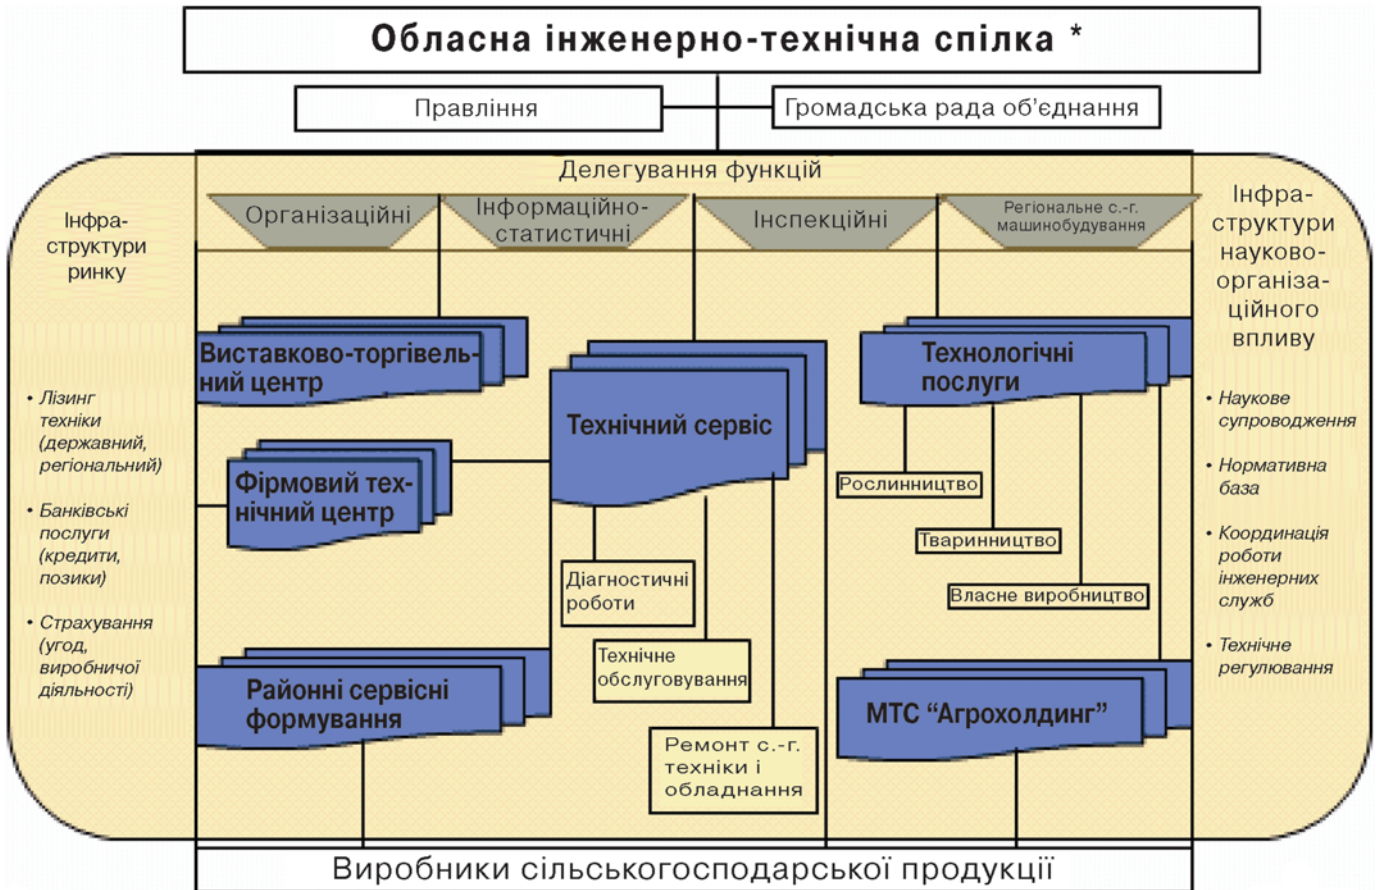 Обласна інженерно-технічна спілка *
Правління
Громадська рада об'єднання
Делегування функцій
Організаційні
Інформаційно-
статистичні
Інспекційні
Регіональне с.-г.
машинобудування
Інфра-
структури
ринку
• Лізинг
техніки
(державний,
регіональний)
• Банківські
послуги
(кредити,
позики)
• Страхування
(угод,
виробничої
діяльності)
Виставково-торгівель-
ний центр
Фірмовий тех-
нічний центр
Районні сервісні
формування
Технічний сервіс
Діагностичні
роботи
Технічне
обслуговування
Ремонт с.-г.
техніки і
обладнання
Технологічні
послуги
Рослинництво
Тваринництво
Власне виробництво
МТС "Агрохолдинг"
Інфра-
структури
науково-
організа-
ційного
впливу
• Наукове
супроводження
• Нормативна
база
• Координація
роботи
інженерних
служб
• Технічне
регулювання
Виробники сільськогосподарської продукції